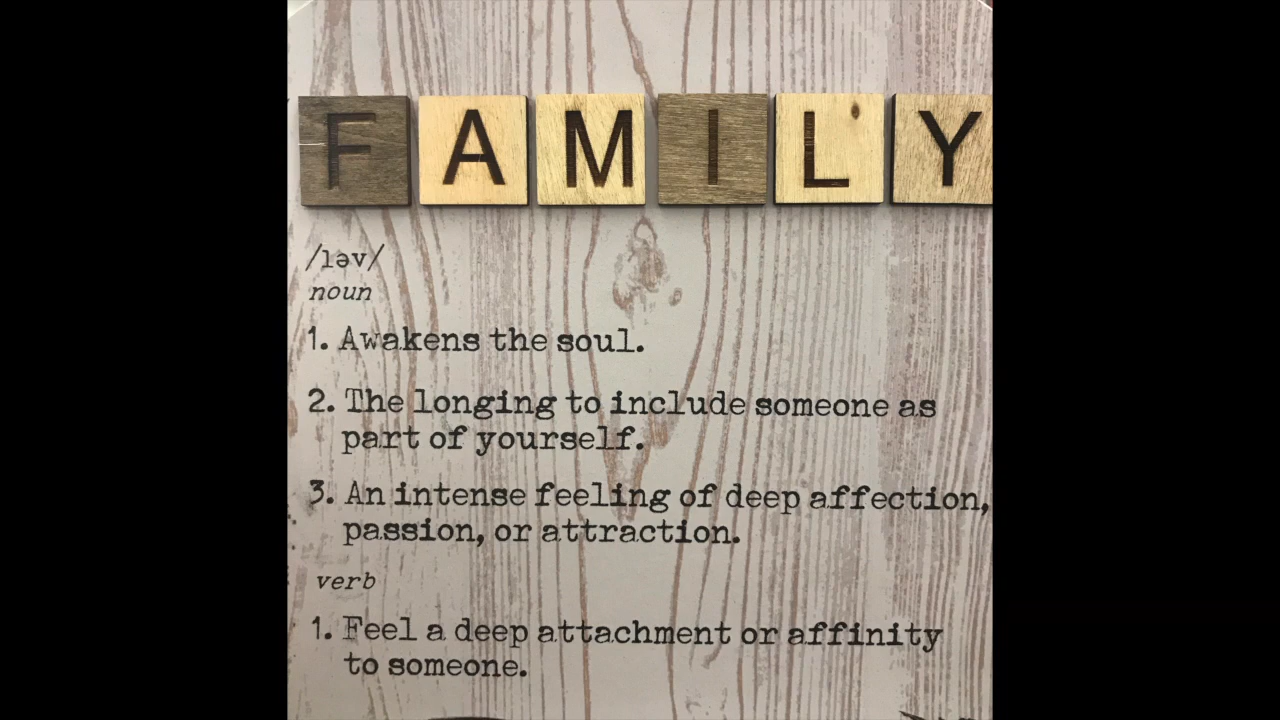 FAMILY
/ləv/
noun
1. Awakens the soul.
2. The longing to include someone as
part of yourself.
3. An intense feeling of deep affection,
passion, or attraction.
verb
1. Feel a deep attachment or affinity
to someone.